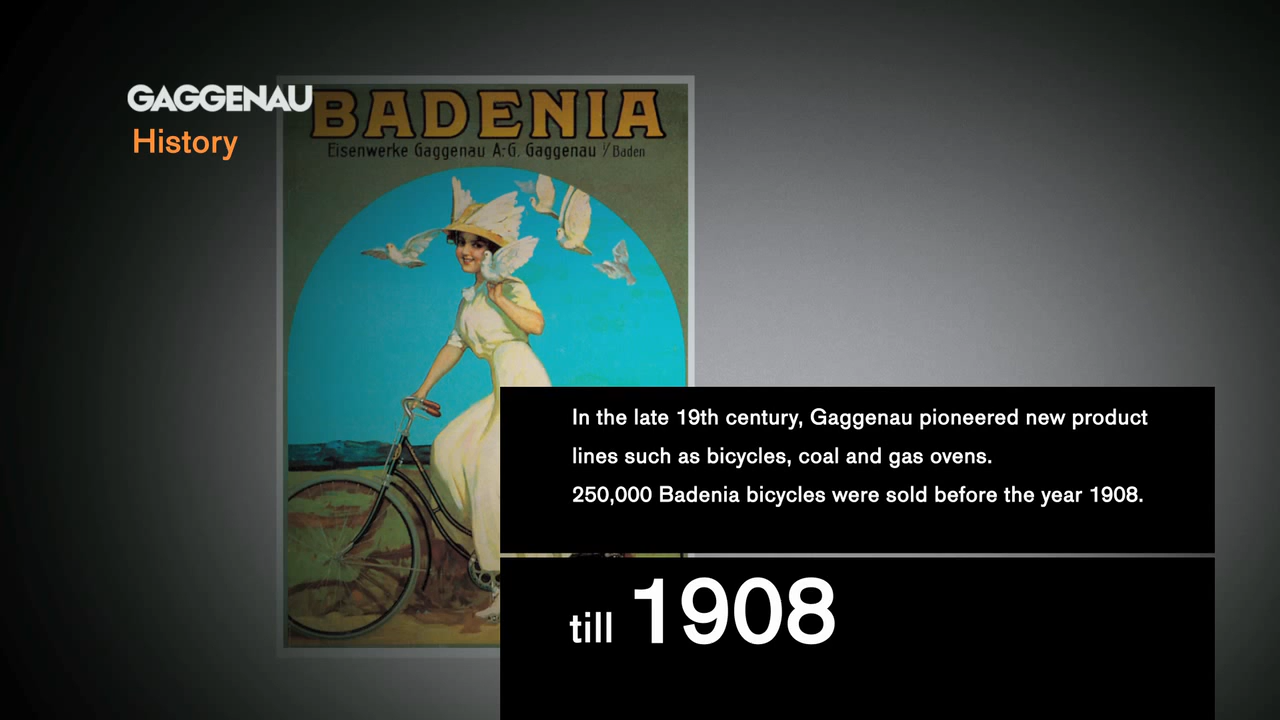 GAGGENAU
History
BADENIA
Eisenwerke Gaggenau A.-G. Gaggenau i/Baden
In the late 19th century, Gaggenau pioneered new product
lines such as bicycles, coal and gas ovens.
250,000 Badenia bicycles were sold before the year 1908.
till 1908